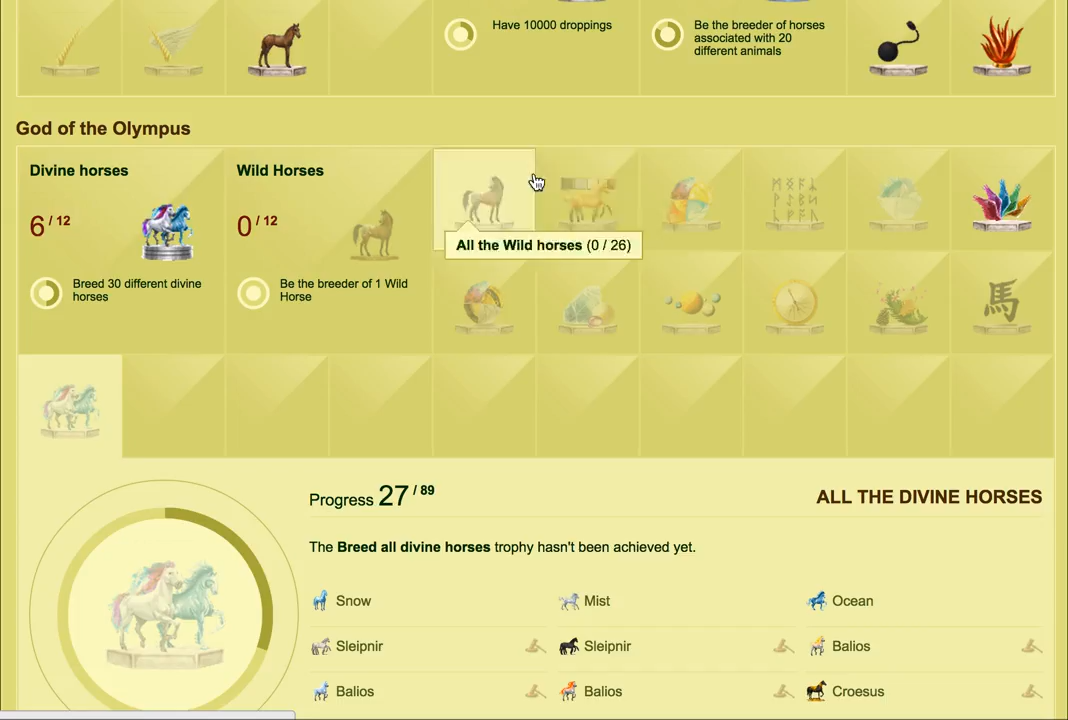 Have 10000 droppings
Be the breeder of horses
associated with 20
different animals
God of the Olympus
Divine horses
Wild Horses
6 / 12
0 / 12
All the Wild horses (0 / 26)
Breed 30 different divine
horses
Be the breeder of 1 Wild
Horse
馬
Progress 27 / 89
ALL THE DIVINE HORSES
The Breed all divine horses trophy hasn't been achieved yet.
Snow
Mist
Ocean
Sleipnir
Sleipnir
Balios
Balios
Balios
Croesus